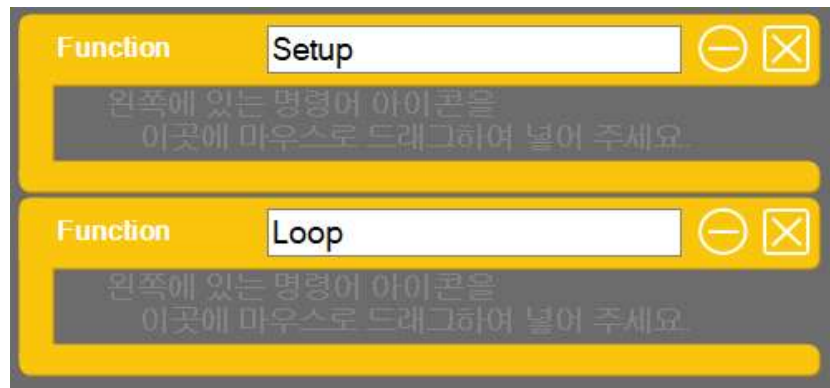 Function Setup
왼쪽에 있는 명령어 아이콘을
이곳에 마우스로 드래그하여 넣어 주세요.
Function Loop
왼쪽에 있는 명령어 아이콘을
이곳에 마우스로 드래그하여 넣어 주세요.